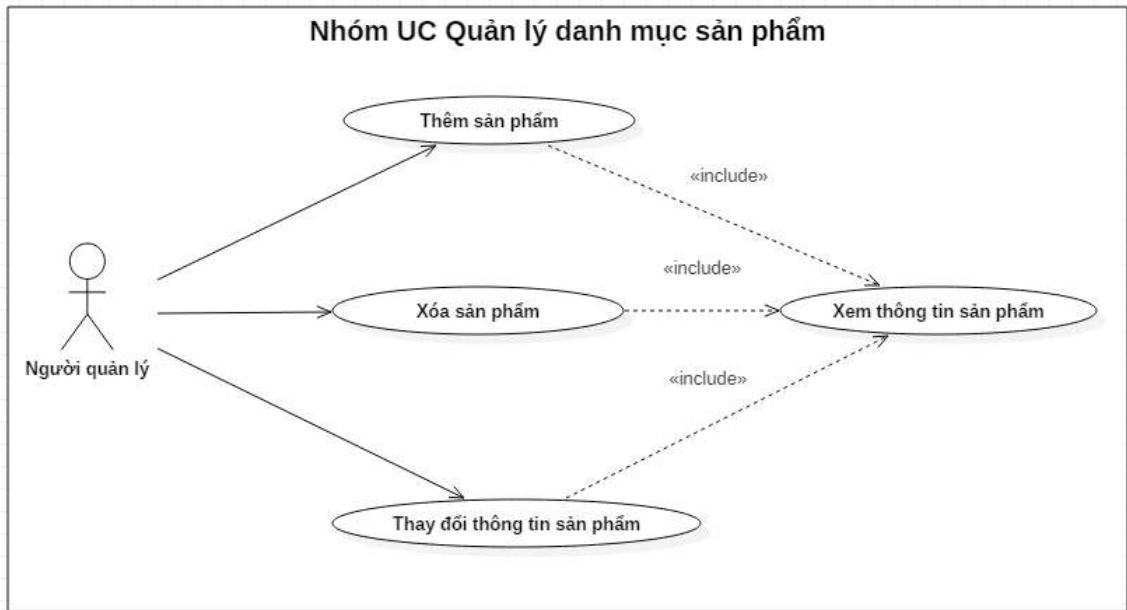 Nhóm UC Quản lý danh mục sản phẩm
Thêm sản phẩm
«include»
«include»
Xóa sản phẩm
Xem thông tin sản phẩm
Người quản lý
«include»
Thay đổi thông tin sản phẩm